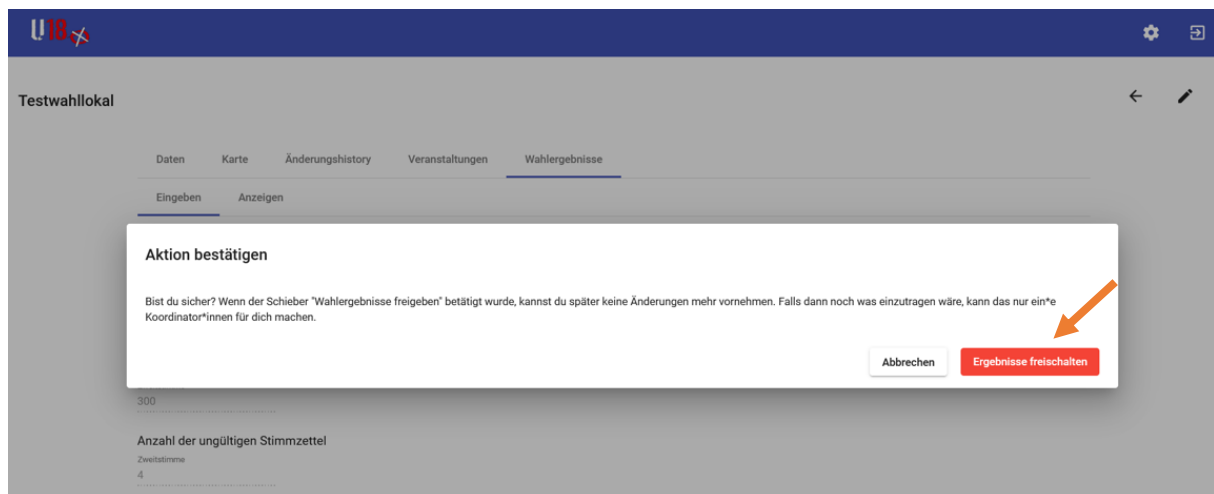 U18
Testwahllokal
Daten Karte Änderungshistory Veranstaltungen Wahlergebnisse
Eingeben Anzeigen
Aktion bestätigen
Bist du sicher? Wenn der Schieber "Wahlergebnisse freigeben" betätigt wurde, kannst du später keine Änderungen mehr vornehmen. Falls dann noch was einzutragen wäre, kann das nur ein*e
Koordinator*innen für dich machen.
Abbrechen Ergebnisse freischalten
300
Anzahl der ungültigen Stimmzettel
Zweitstimme
4